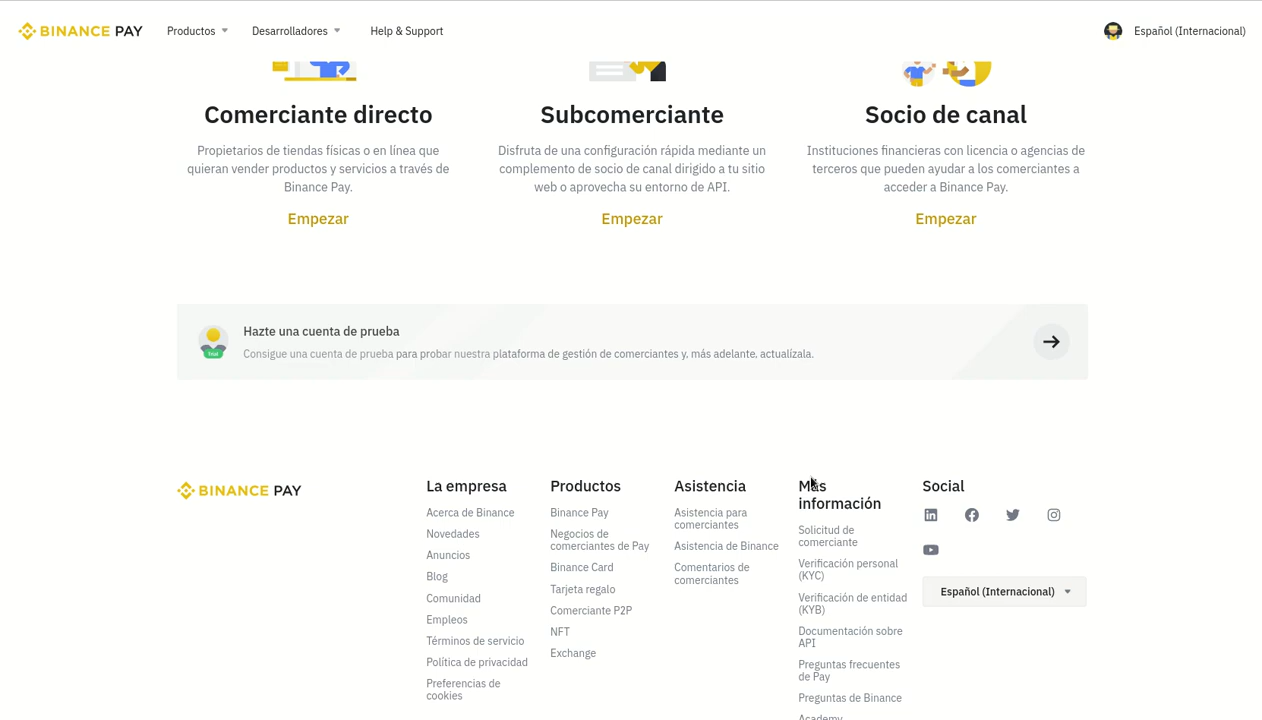 BINANCE PAY
Productos
Desarrolladores
Help & Support
Español (Internacional)
Comerciante directo
Propietarios de tiendas físicas o en línea que
quieran vender productos y servicios a través de
Binance Pay.
Empezar
Subcomerciante
Disfruta de una configuración rápida mediante un
complemento de socio de canal dirigido a tu sitio
web o aprovecha su entorno de API.
Empezar
Socio de canal
Instituciones financieras con licencia o agencias de
terceros que pueden ayudar a los comerciantes a
acceder a Binance Pay.
Empezar
Hazte una cuenta de prueba
Consigue una cuenta de prueba para probar nuestra plataforma de gestión de comerciantes y, más adelante, actualízala.
BINANCE PAY
La empresa
Acerca de Binance
Novedades
Anuncios
Blog
Comunidad
Empleos
Términos de servicio
Política de privacidad
Preferencias de
cookies
Productos
Binance Pay
Negocios de
comerciantes de Pay
Binance Card
Tarjeta regalo
Comerciante P2P
NFT
Exchange
Asistencia
Asistencia para
comerciantes
Asistencia de Binance
Comentarios de
comerciantes
Más
información
Solicitud de
comerciante
Verificación personal
(KYC)
Verificación de entidad
(KYB)
Documentación sobre
API
Preguntas frecuentes
de Pay
Preguntas de Binance
Academy
Social
Español (Internacional)